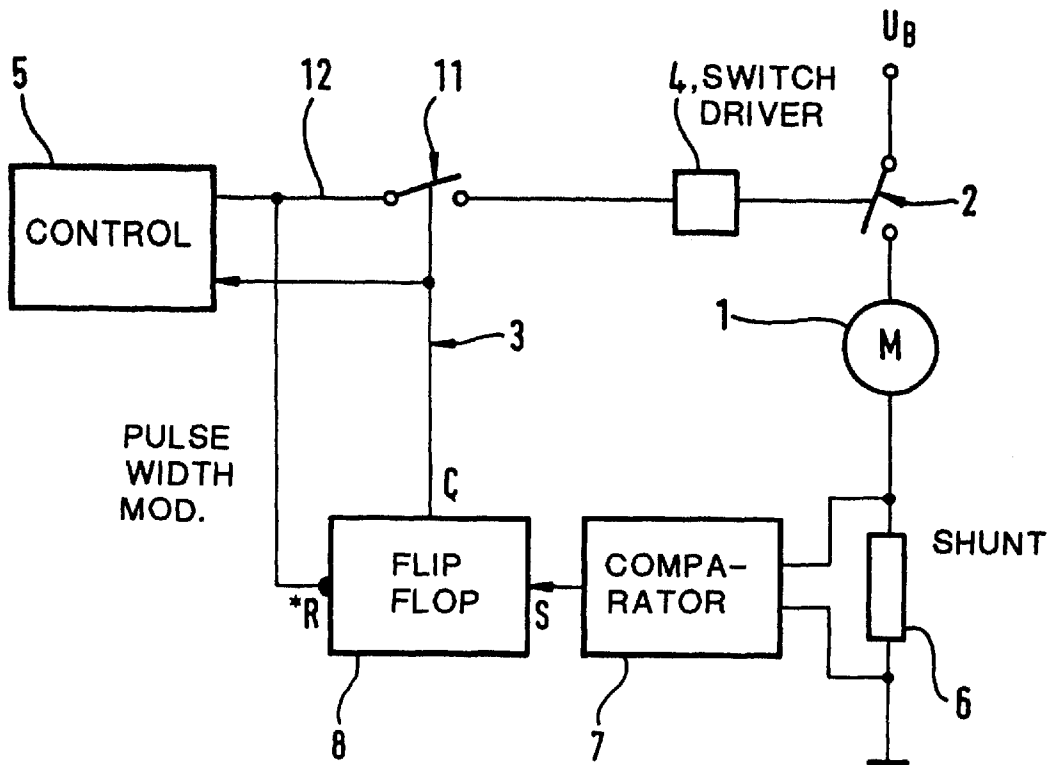 U_B
5
12
11
4, SWITCH
DRIVER
CONTROL
2
1
M
3
PULSE
WIDTH
MOD.
Q
FLIP
FLOP
*R
S
COMPA-
RATOR
SHUNT
6
8
7